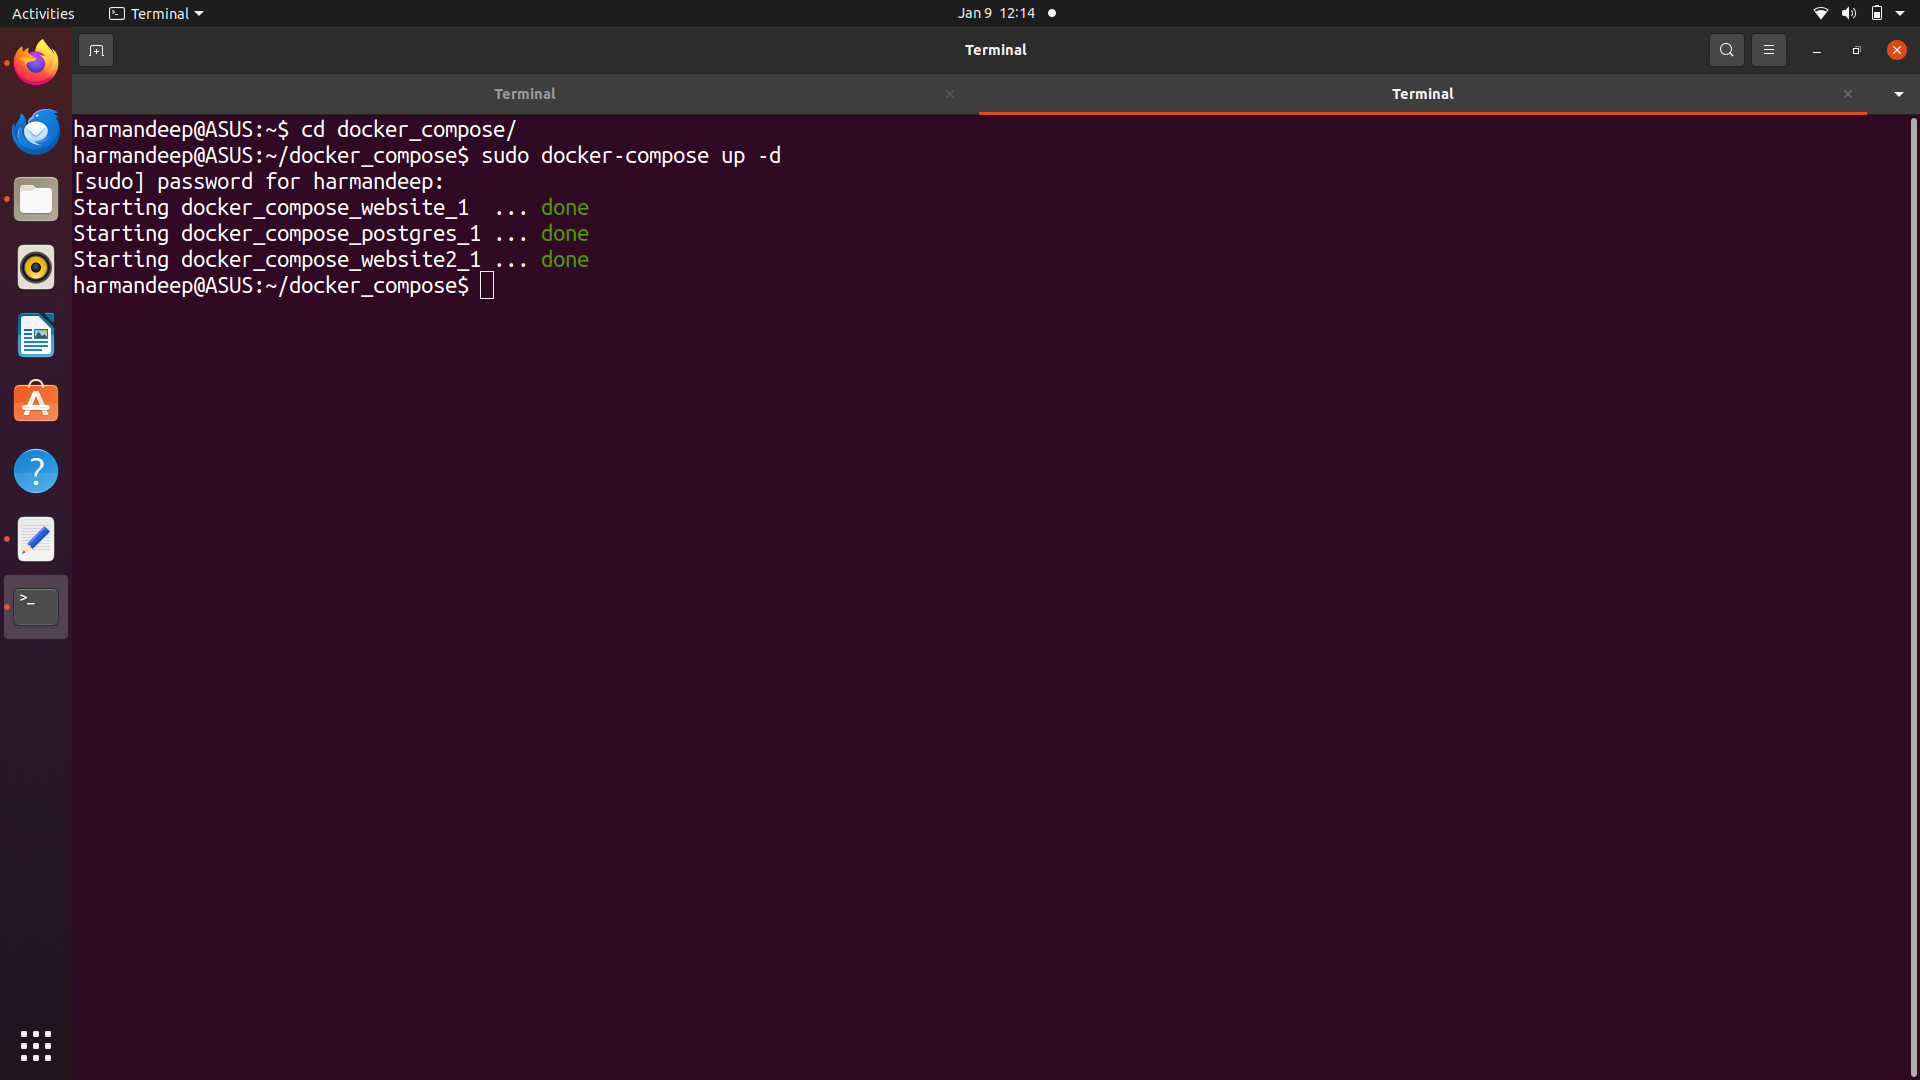 Activities
Terminal
Jan 9 12:14
Terminal
Terminal
Terminal
harmandeep@ASUS:~$ cd docker_compose/
harmandeep@ASUS:~/docker_compose$ sudo docker-compose up -d
[sudo] password for harmandeep:
Starting docker_compose_website_1  ... done
Starting docker_compose_postgres_1 ... done
Starting docker_compose_website2_1 ... done
harmandeep@ASUS:~/docker_compose$